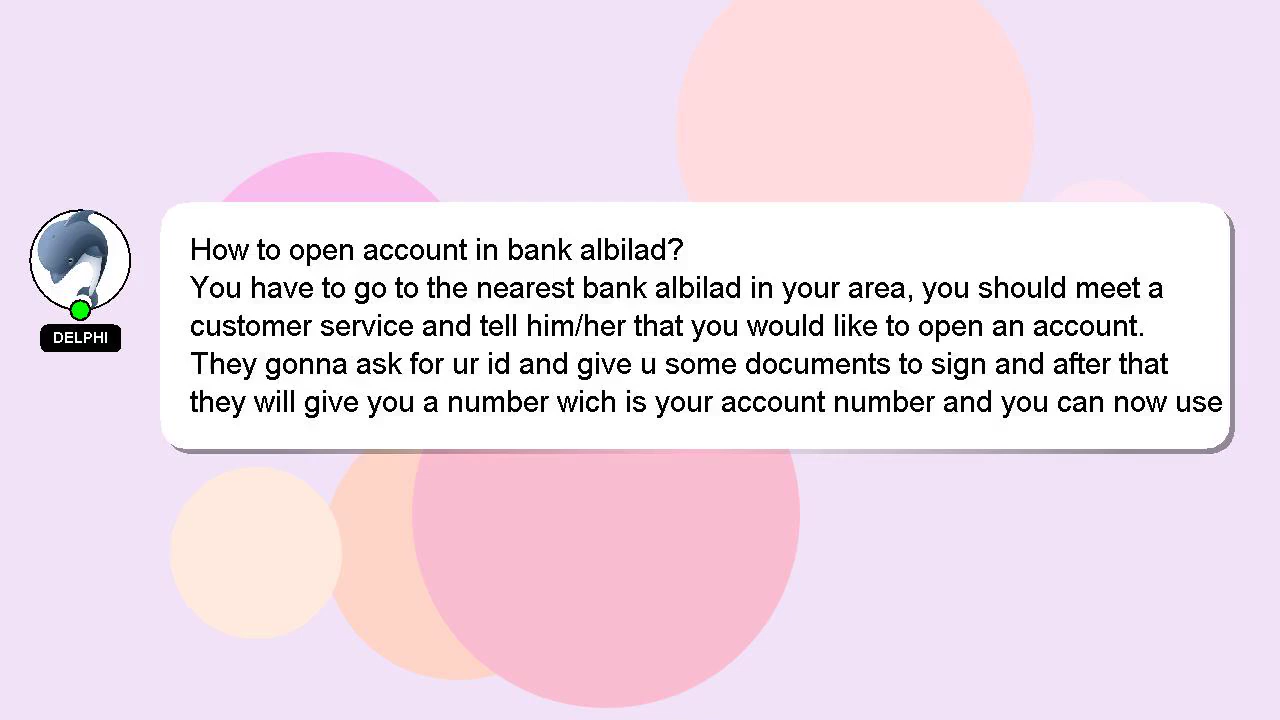 How to open account in bank albilad?
You have to go to the nearest bank albilad in your area, you should meet a
customer service and tell him/her that you would like to open an account.
They gonna ask for ur id and give u some documents to sign and after that
they will give you a number wich is your account number and you can now use
DELPHI